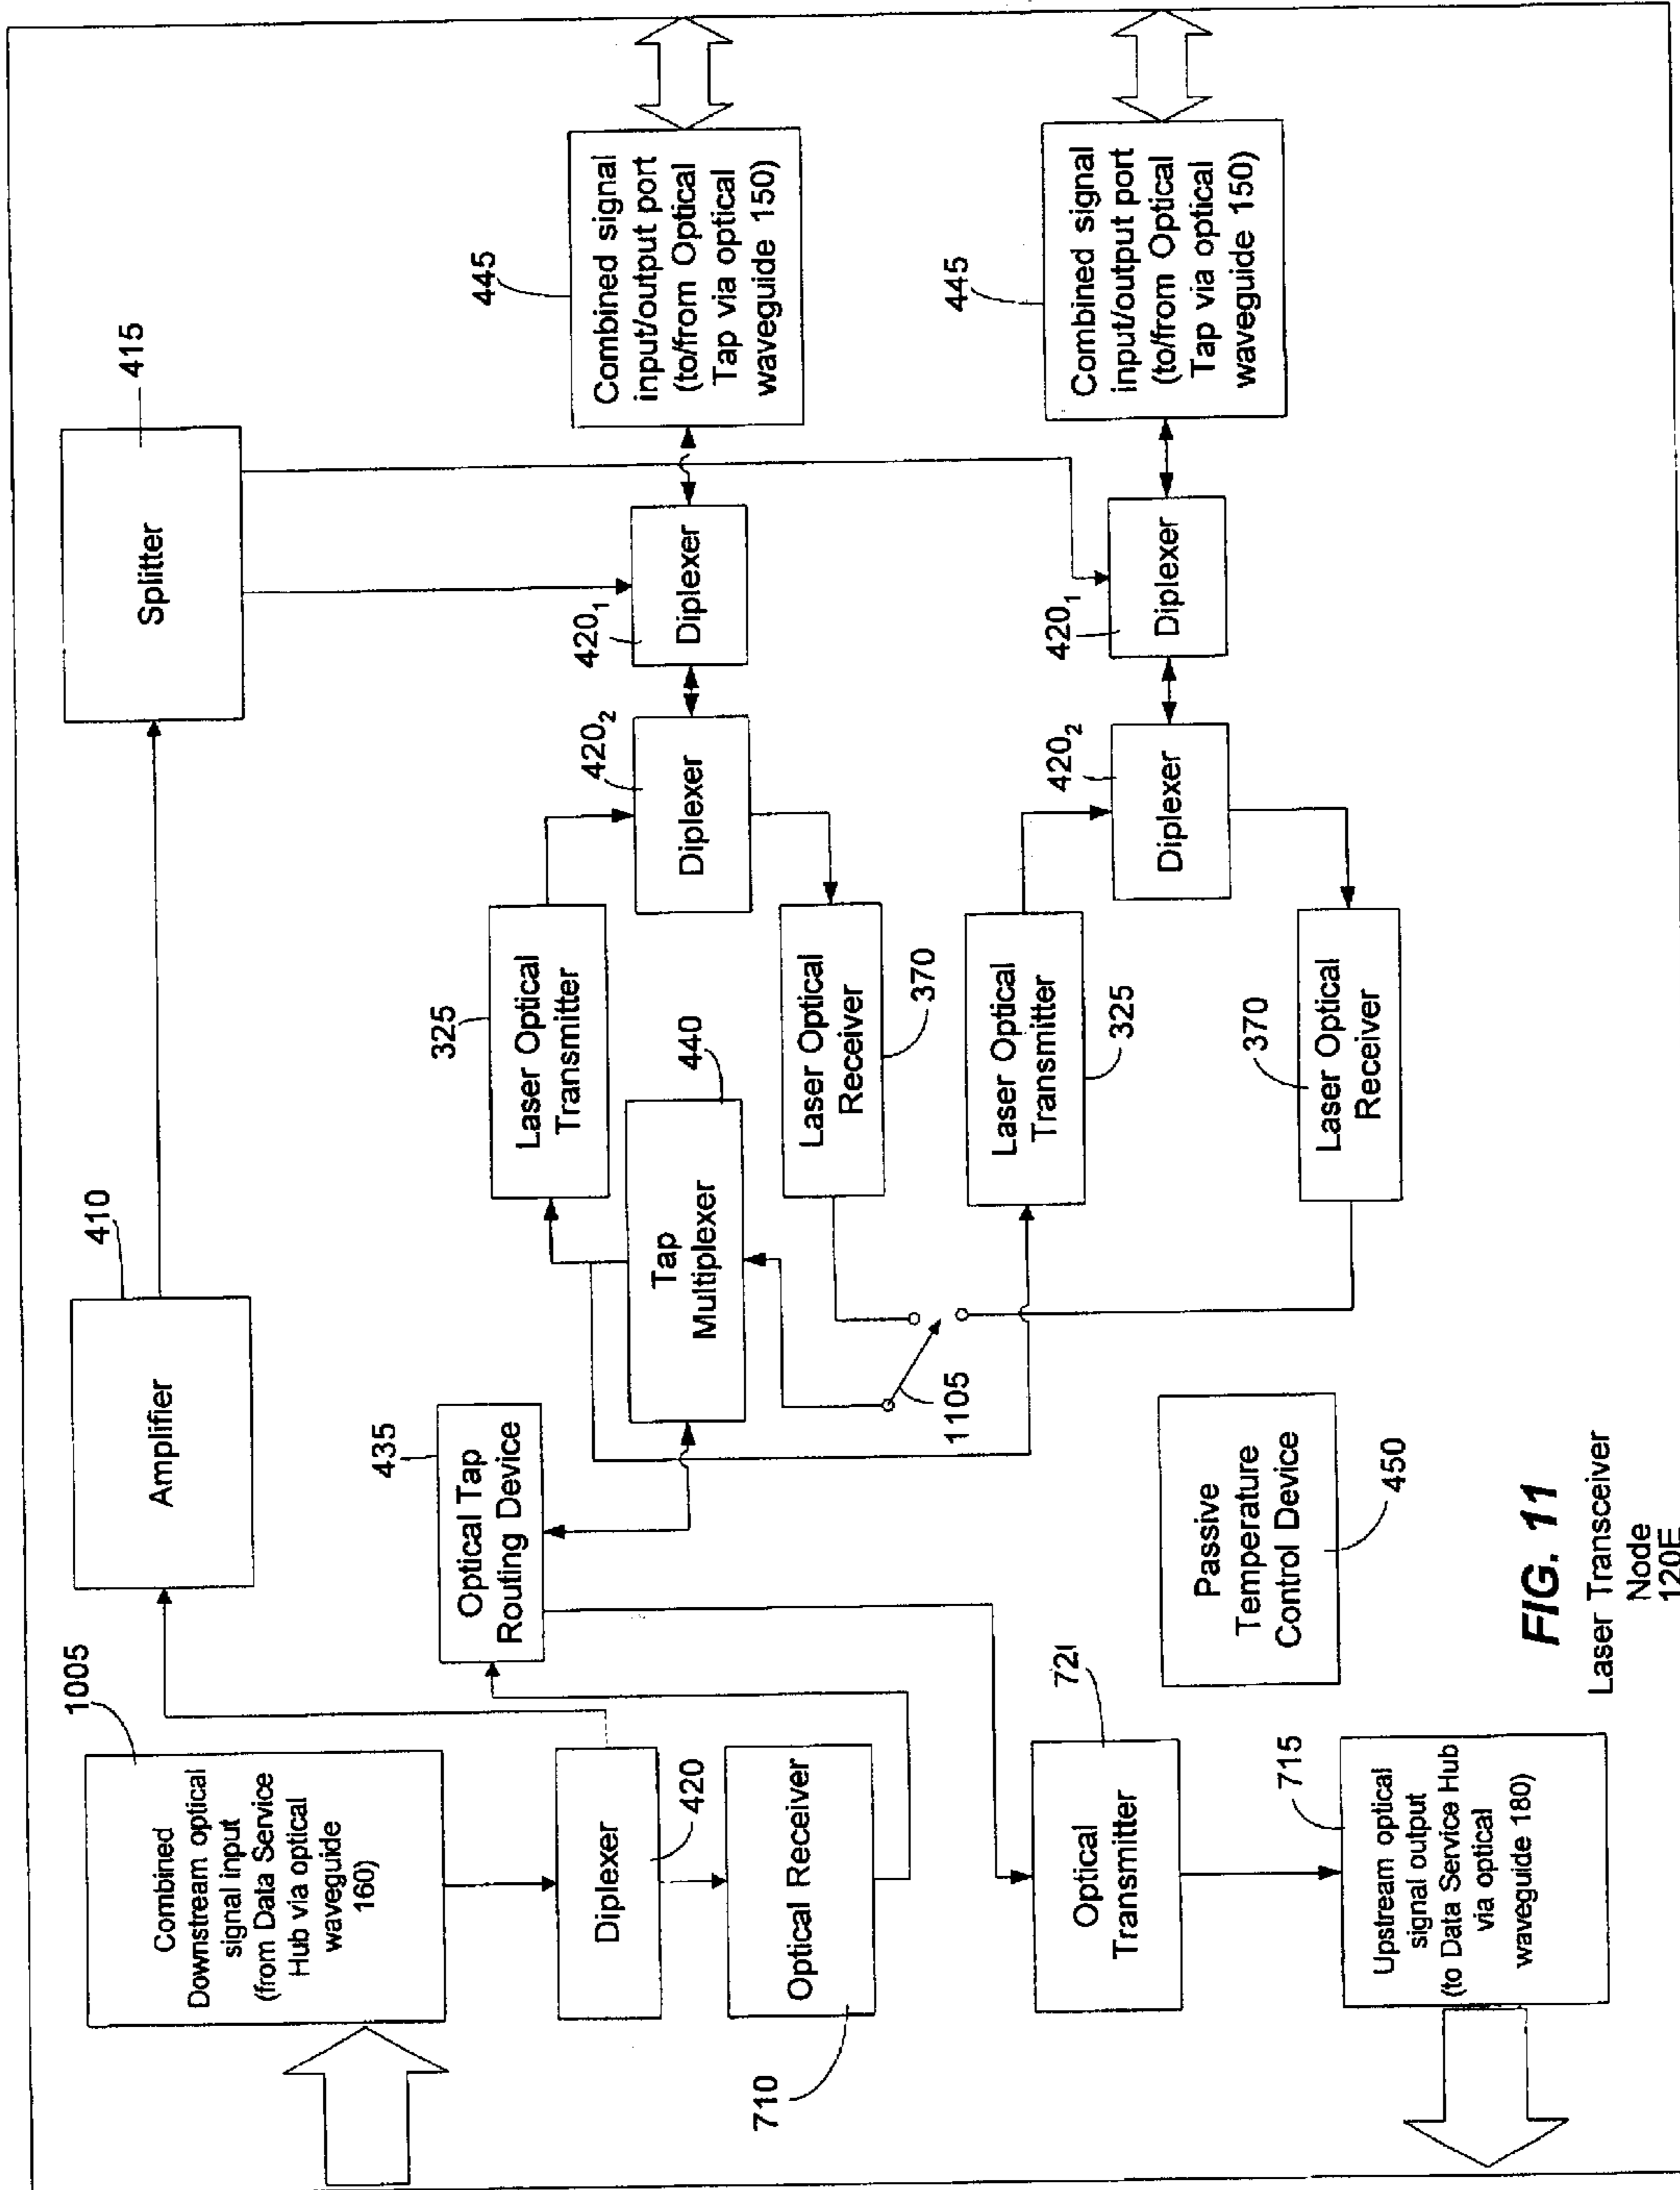 1005
Combined
Downstream optical
signal input
(from Data Service
Hub via optical
waveguide
160)
410
Amplifier
415
Splitter
Diplexer
420
Optical Receiver
710
435
Optical Tap
Routing Device
440
Tap
Multiplexer
325
Laser Optical
Transmitter
420₂
Diplexer
420₁
Diplexer
445
Combined signal
input/output port
(to/from Optical
Tap via optical
waveguide 150)
Laser Optical
Receiver
370
1105
Laser Optical
Transmitter
325
420₂
Diplexer
420₁
Diplexer
445
Combined signal
input/output port
(to/from Optical
Tap via optical
waveguide 150)
370
Laser Optical
Receiver
Optical
Transmitter
715
Upstream optical
signal output
(to Data Service Hub
via optical
waveguide 180)
Passive
Temperature
Control Device
450
FIG. 11
Laser Transceiver
Node